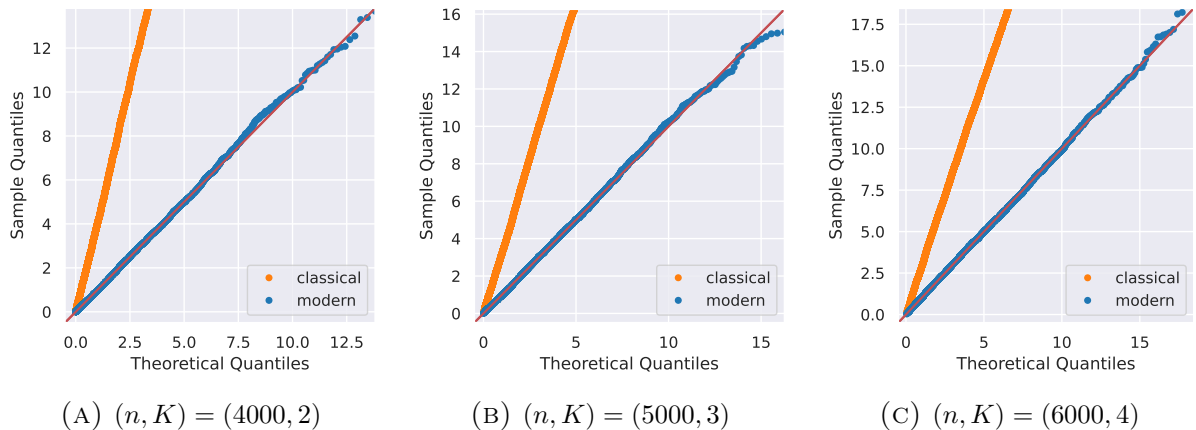 12
10
8
6
4
2
0
Sample Quantiles
0.0 2.5 5.0 7.5 10.0 12.5
Theoretical Quantiles
classical
modern
(A) (n, K) = (4000, 2)
16
14
12
10
8
6
4
2
0
Sample Quantiles
0 5 10 15
Theoretical Quantiles
classical
modern
(B) (n, K) = (5000, 3)
17.5
15.0
12.5
10.0
7.5
5.0
2.5
0.0
Sample Quantiles
0 5 10 15
Theoretical Quantiles
classical
modern
(C) (n, K) = (6000, 4)